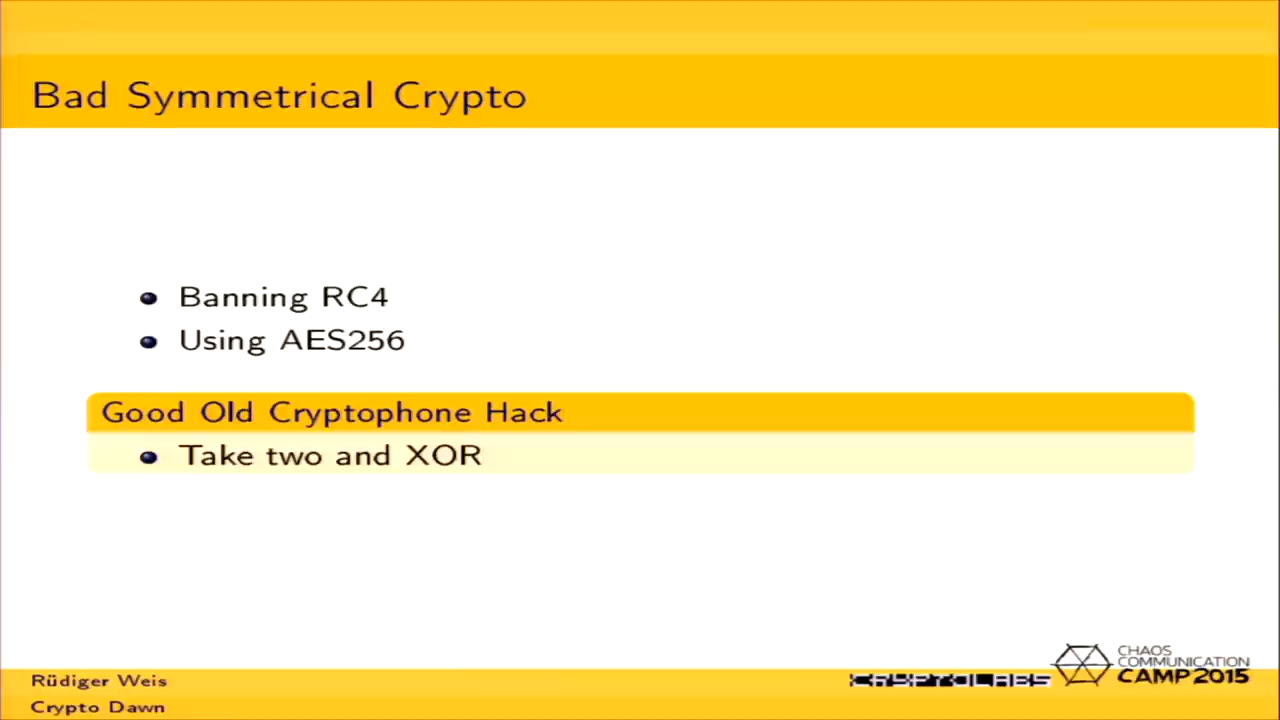 Bad Symmetrical Crypto
Banning RC4
Using AES256
Good Old Cryptophone Hack
Take two and XOR
Rüdiger Weis
Crypto Dawn
CRYPTOLABS
CHAOS
COMMUNICATION
CAMP 2015